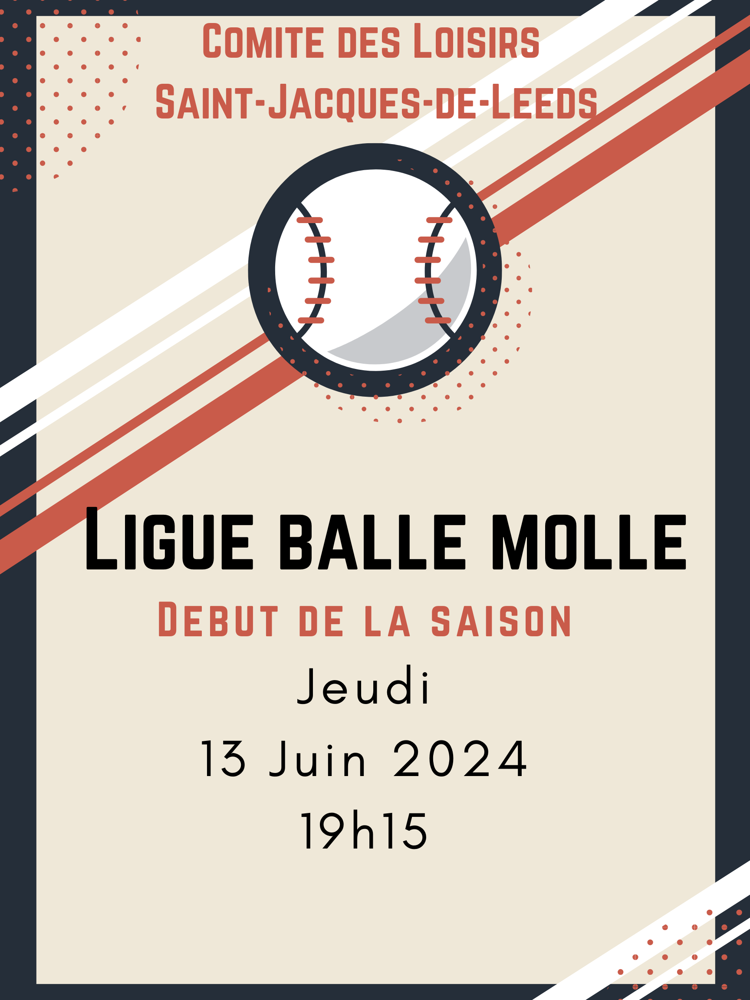 Comite des Loisirs
Saint-Jacques-de-Leeds
Ligue balle molle
Debut de la saison
Jeudi
13 Juin 2024
19h15